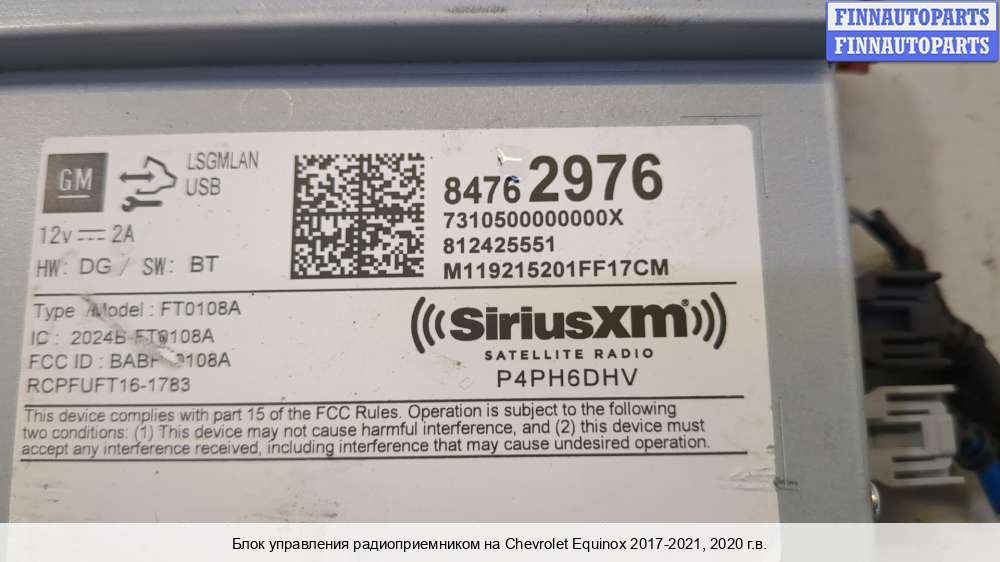 FINNAUTOPARTS
FINNAUTOPARTS
GM
LSGMLAN
USB
12v 2A
HW: DG / SW: BT
84762976
7310500000000X
812425551
M119215201FF17CM
Type /Model : FT0108A
IC : 2024B-FT0108A
FCC ID :
RCPFUFT16-1783
SiriusXm
SATELLITE RADIO
P4PH6DHV
This device complies with part 15 of the FCC Rules. Operation is subject to the following
two conditions: (1) This device may not cause harmful interference, and (2) this device must
accept any interference received, including interference that may cause undesired operation.
Блок управления радиоприемником на Chevrolet Equinox 2017-2021, 2020 г.в.